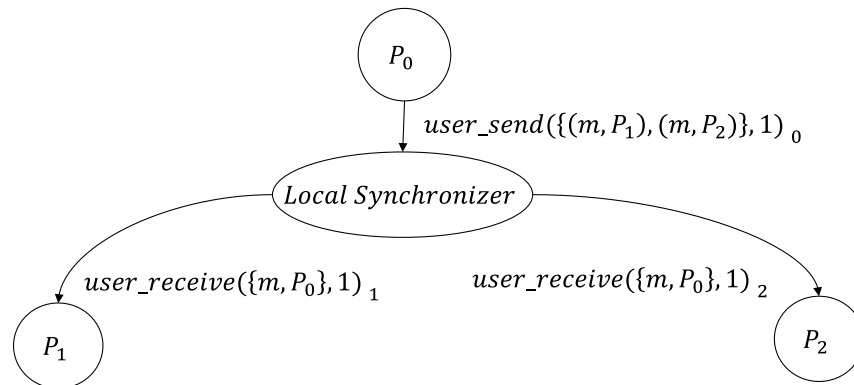 P₀
user_send({(m, P₁), (m, P₂)}, 1) ₀
Local Synchronizer
user_receive({m, P₀}, 1) ₁
user_receive({m, P₀}, 1) ₂
P₁
P₂